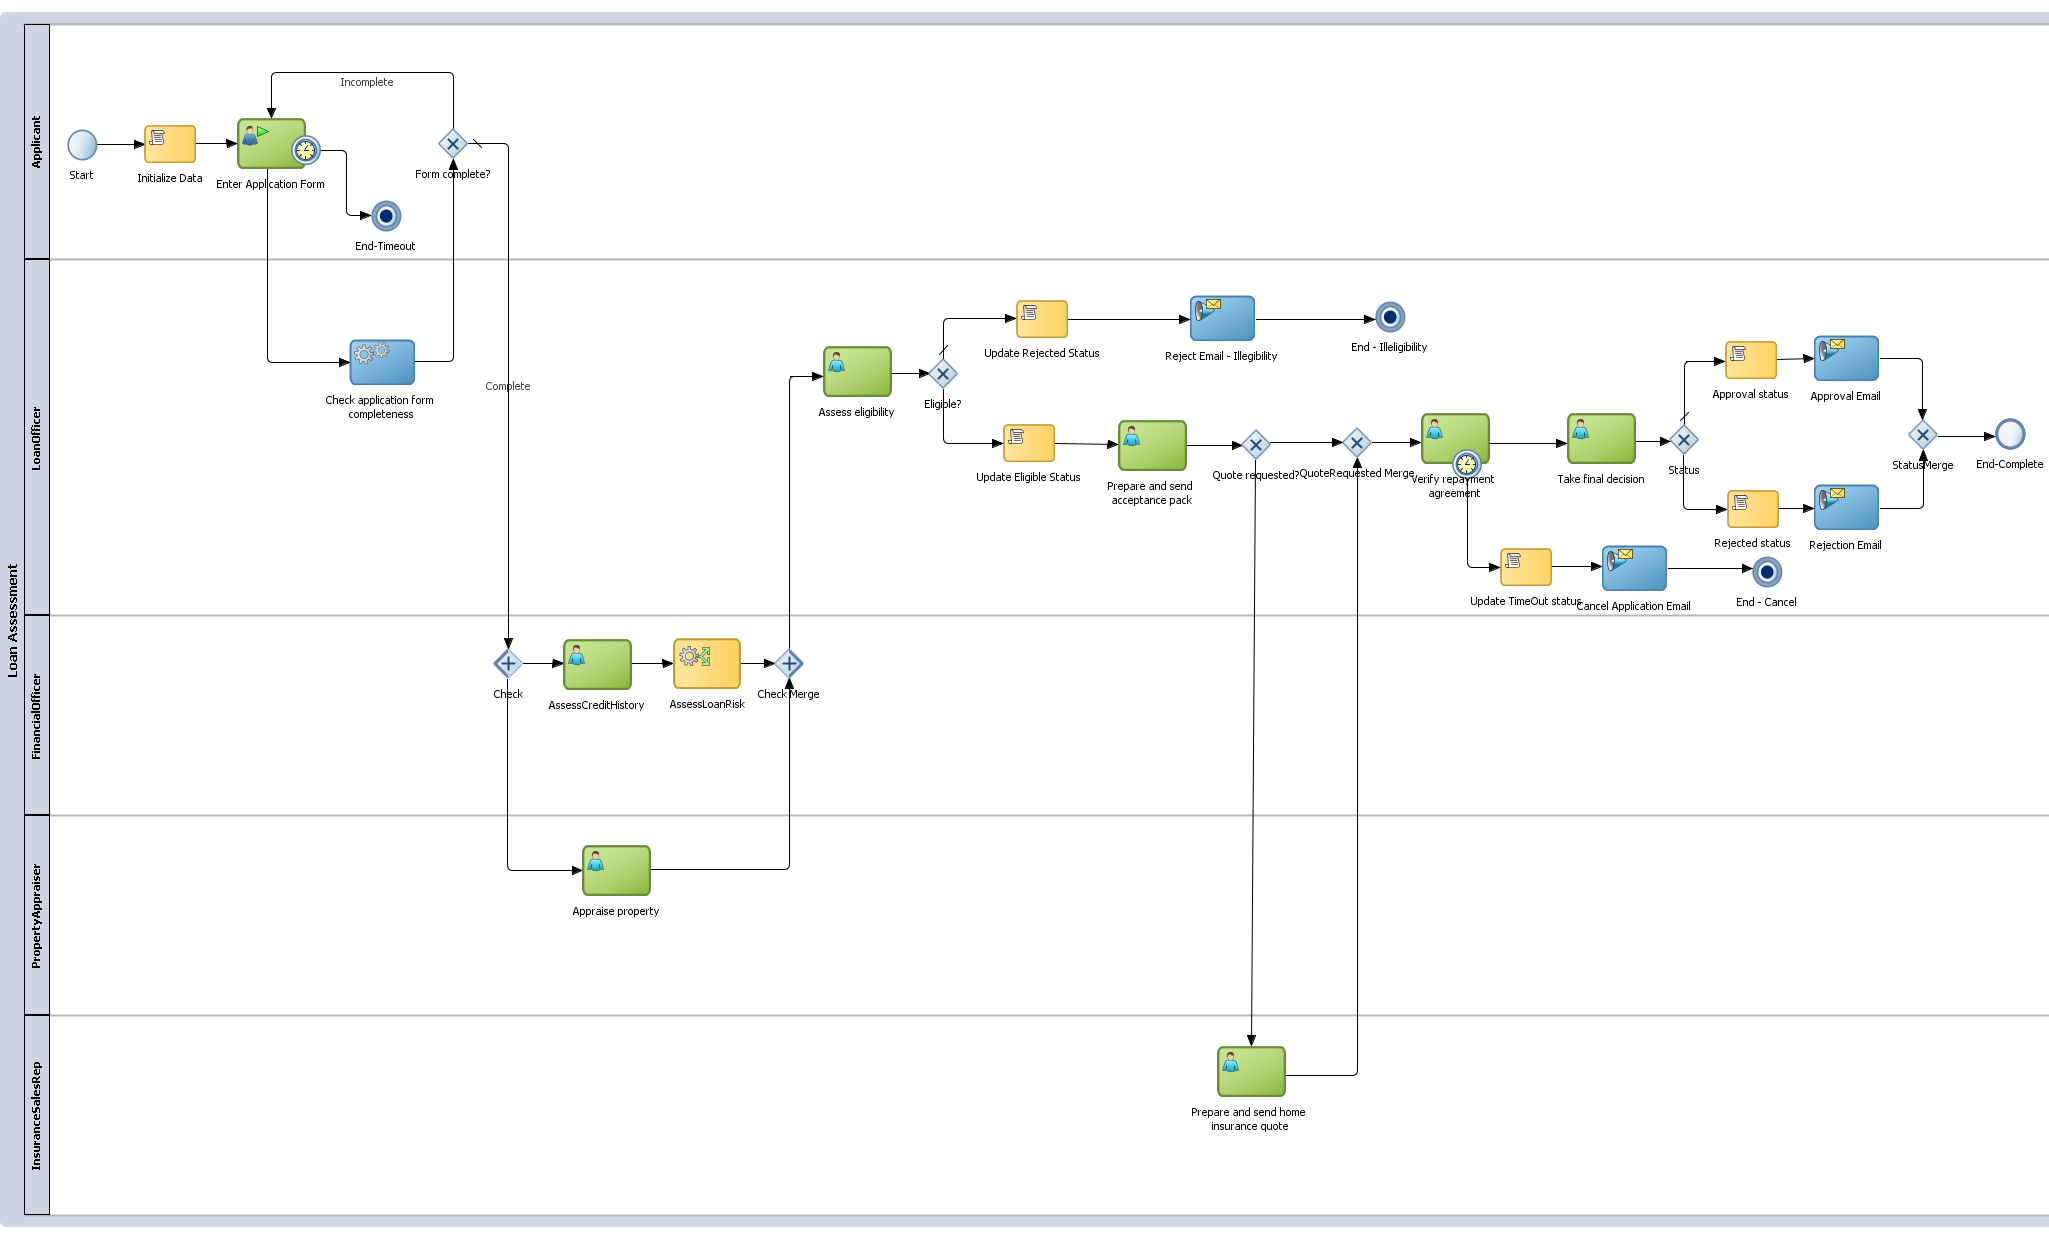 Loan Assessment
Applicant
Incomplete
Start
Initialize Data
Enter Application Form
Form complete?
End-Timeout
LoanOfficer
Check application form
completeness
Complete
Assess eligibility
Eligible?
Update Rejected Status
Reject Email - Illegibility
End - Illeligibility
Update Eligible Status
Prepare and send
acceptance pack
Quote requested?
QuoteRequested Merge
Verify repayment
agreement
Take final decision
Status
Approval status
Approval Email
Rejected status
Rejection Email
StatusMerge
End-Complete
Update TimeOut status
Cancel Application Email
End - Cancel
FinancialOfficer
Check
AssessCreditHistory
AssessLoanRisk
Check Merge
PropertyAppraiser
Appraise property
InsuranceSalesRep
Prepare and send home
insurance quote